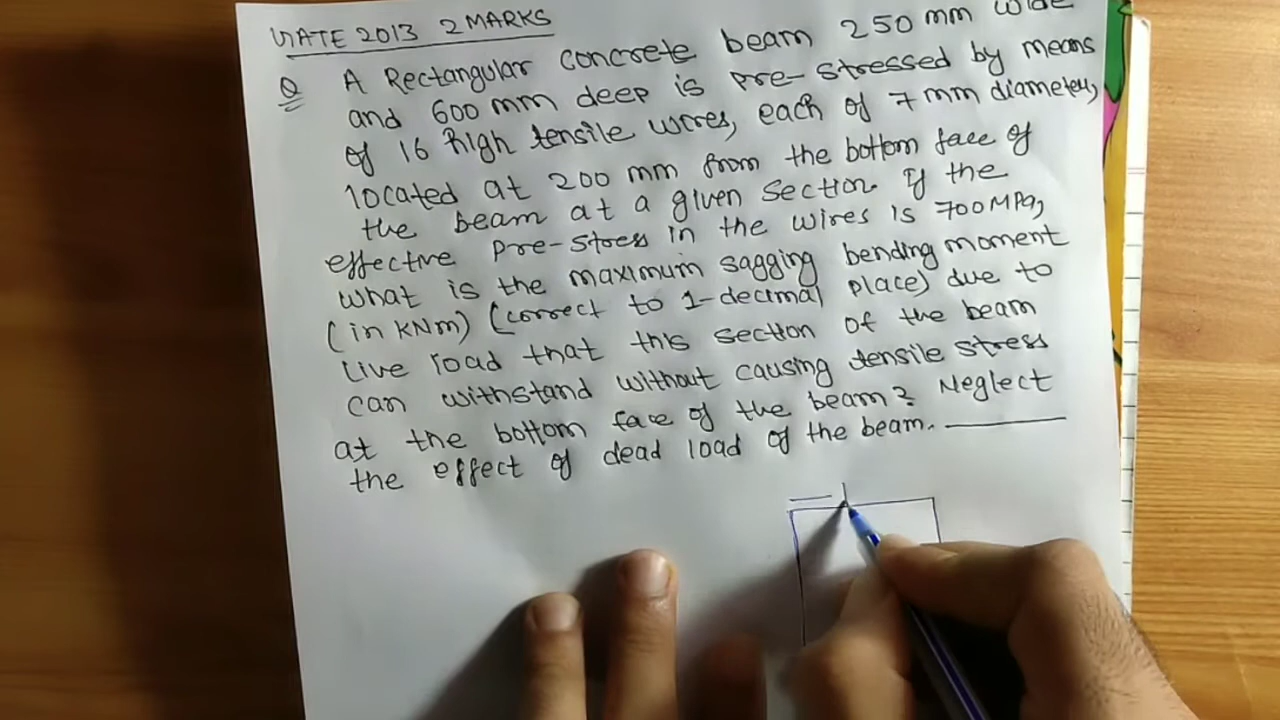 GATE 2013 2 MARKS
Q A Rectangular concrete beam 250 mm wide
and 600 mm deep is pre-stressed by means
of 16 high tensile wires, each of 7 mm diameter,
located at 200 mm from the bottom face of
the beam at a given section. If the
effective pre-stress in the wires is 700 MPa,
what is the maximum sagging bending moment
(in kNm) (correct to 1-decimal place) due to
live load that this section of the beam
can withstand without causing tensile stress
at the bottom face of the beam? Neglect
the effect of dead load of the beam.